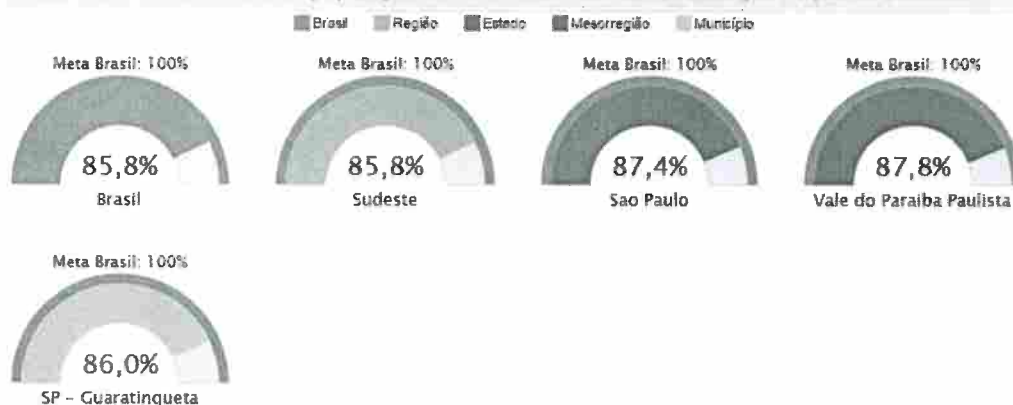 Brasil Região Estado Mesorregião Município
Meta Brasil: 100% Meta Brasil: 100% Meta Brasil: 100% Meta Brasil: 100%
85,8% 85,8% 87,4% 87,8%
Brasil Sudeste Sao Paulo Vale do Paraiba Paulista
Meta Brasil: 100%
86,0%
SP - Guaratingueta